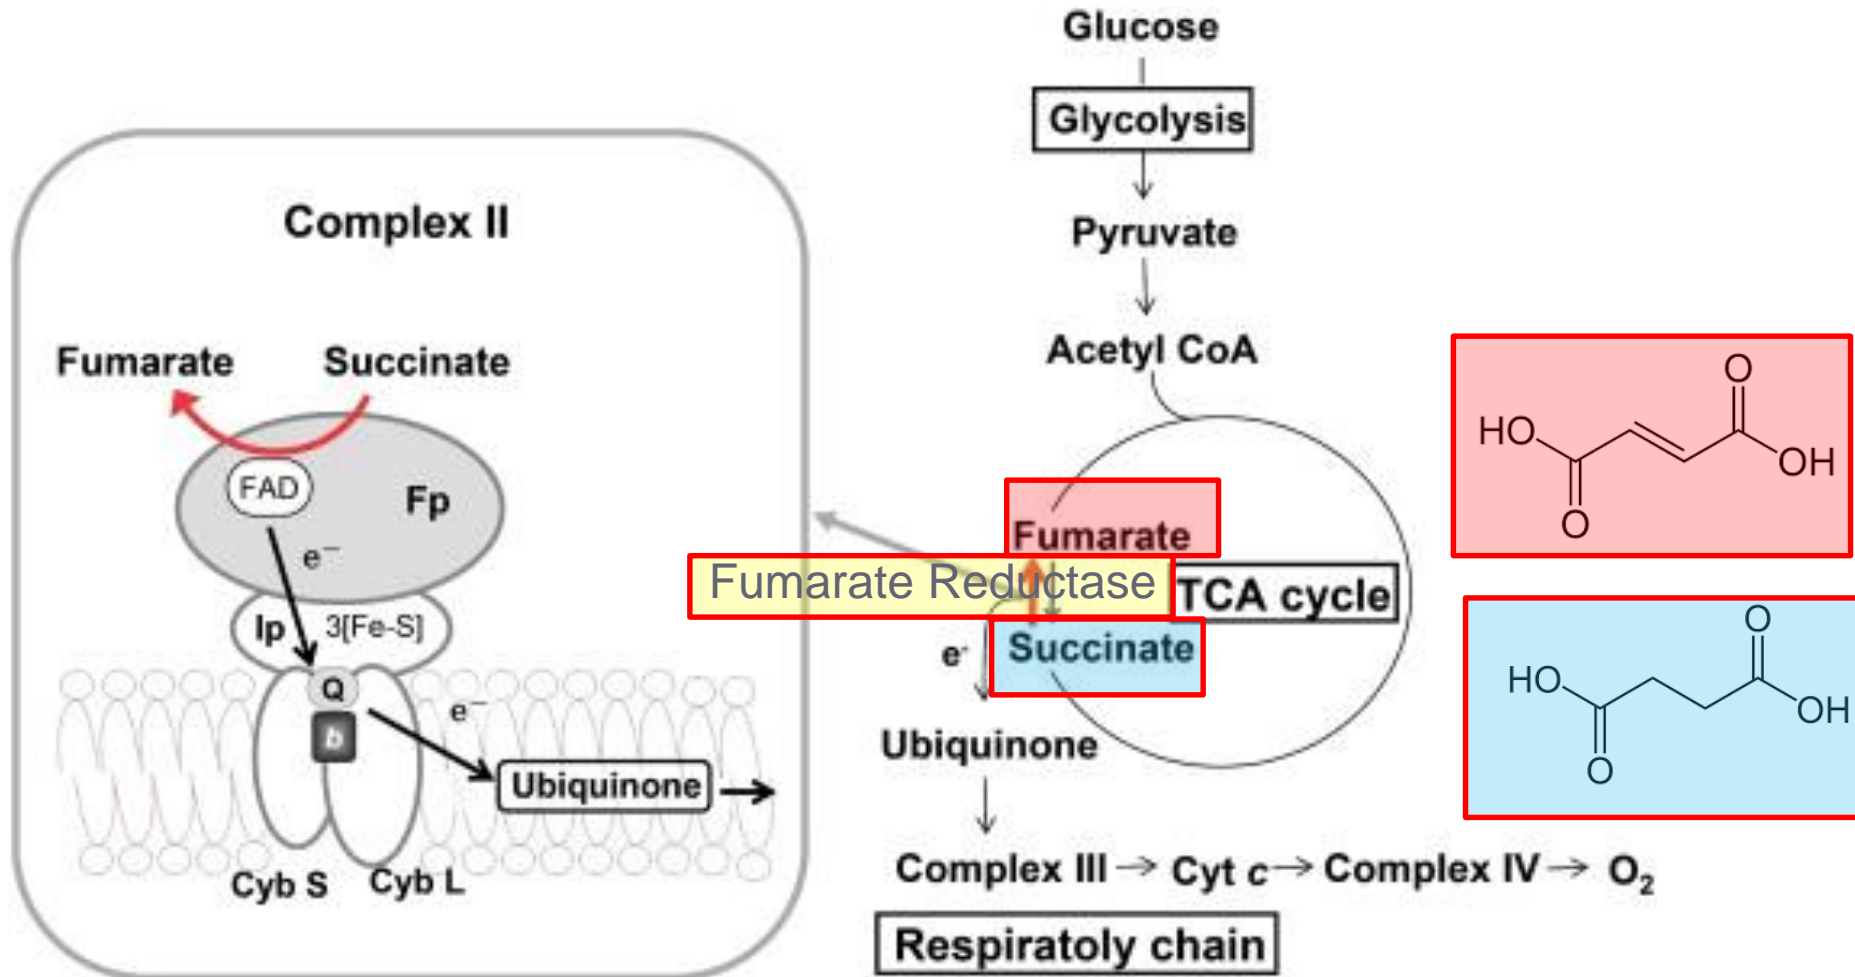 Complex II
Fumarate Succinate
FAD
Fp
e−
Ip 3[Fe-S]
Q
b
e−
Ubiquinone
Cyb S Cyb L
Glucose
Glycolysis
Pyruvate
Acetyl CoA
Fumarate
Fumarate Reductase
TCA cycle
Succinate
e-
Ubiquinone
Complex III → Cyt c → Complex IV → O₂
Respiratoly chain
O
HO
OH
O
O
HO
OH
O